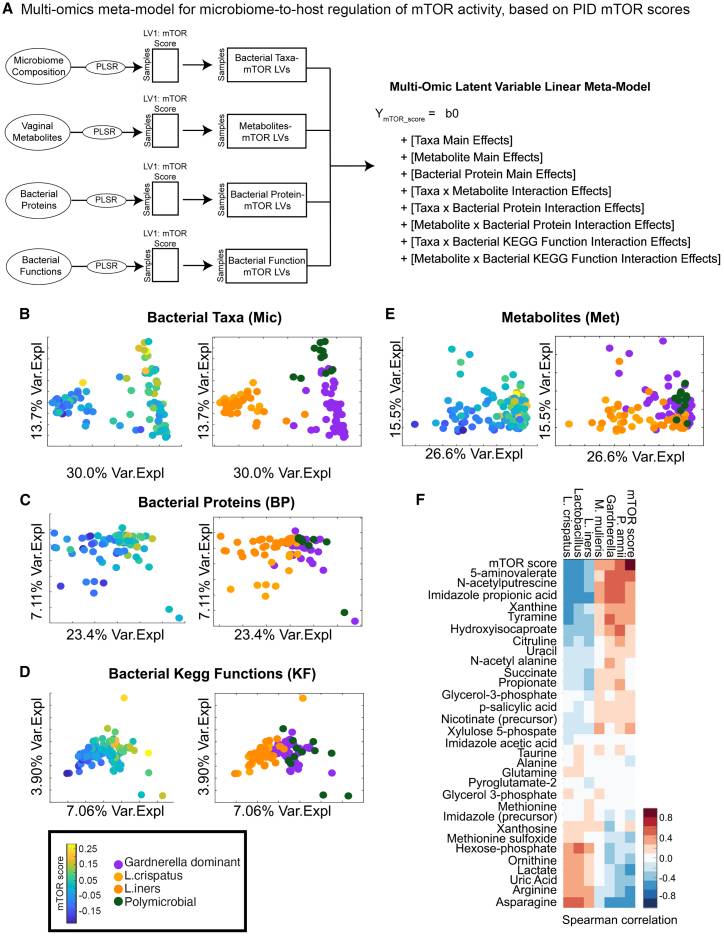 A Multi-omics meta-model for microbiome-to-host regulation of mTOR activity, based on PID mTOR scores
Microbiome Composition
PLSR
LV1: mTOR Score
Samples
Samples
Bacterial Taxa-mTOR LVs
Vaginal Metabolites
PLSR
LV1: mTOR Score
Samples
Samples
Metabolites-mTOR LVs
Bacterial Proteins
PLSR
LV1: mTOR Score
Samples
Samples
Bacterial Protein-mTOR LVs
Bacterial Functions
PLSR
LV1: mTOR Score
Samples
Samples
Bacterial Function mTOR LVs
Multi-Omic Latent Variable Linear Meta-Model
YmTOR_score = b0
+ [Taxa Main Effects]
+ [Metabolite Main Effects]
+ [Bacterial Protein Main Effects]
+ [Taxa x Metabolite Interaction Effects]
+ [Taxa x Bacterial Protein Interaction Effects]
+ [Metabolite x Bacterial Protein Interaction Effects]
+ [Taxa x Bacterial KEGG Function Interaction Effects]
+ [Metabolite x Bacterial KEGG Function Interaction Effects]
B Bacterial Taxa (Mic)
13.7% Var.Expl
30.0% Var.Expl
13.7% Var.Expl
30.0% Var.Expl
C Bacterial Proteins (BP)
7.11% Var.Expl
23.4% Var.Expl
7.11% Var.Expl
23.4% Var.Expl
D Bacterial Kegg Functions (KF)
3.90% Var.Expl
7.06% Var.Expl
3.90% Var.Expl
7.06% Var.Expl
mTOR score
0.25
0.15
0.05
-0.05
-0.15
Gardnerella dominant
L.crispatus
L.iners
Polymicrobial
E Metabolites (Met)
15.5% Var.Expl
26.6% Var.Expl
15.5% Var.Expl
26.6% Var.Expl
F
L. crispatus
Lactobacillus
L. iners
M. mulieris
Gardnerella
P. amnii
mTOR score
mTOR score
5-aminovalerate
N-acetylputrescine
Imidazole propionic acid
Xanthine
Tyramine
Hydroxyisocaproate
Citruline
Uracil
N-acetyl alanine
Succinate
Propionate
Glycerol-3-phosphate
p-salicylic acid
Nicotinate (precursor)
Xylulose 5-phospate
Imidazole acetic acid
Taurine
Alanine
Glutamine
Pyroglutamate-2
Glycerol 3-phosphate
Methionine
Imidazole (precursor)
Xanthosine
Methionine sulfoxide
Hexose-phosphate
Ornithine
Lactate
Uric Acid
Arginine
Asparagine
0.8
0.4
0
-0.4
-0.8
Spearman correlation